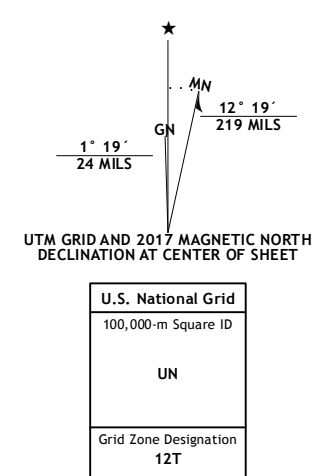 ★
MN
12° 19´
219 MILS
GN
1° 19´
24 MILS
UTM GRID AND 2017 MAGNETIC NORTH
DECLINATION AT CENTER OF SHEET
U.S. National Grid
100,000-m Square ID
UN
Grid Zone Designation
12T